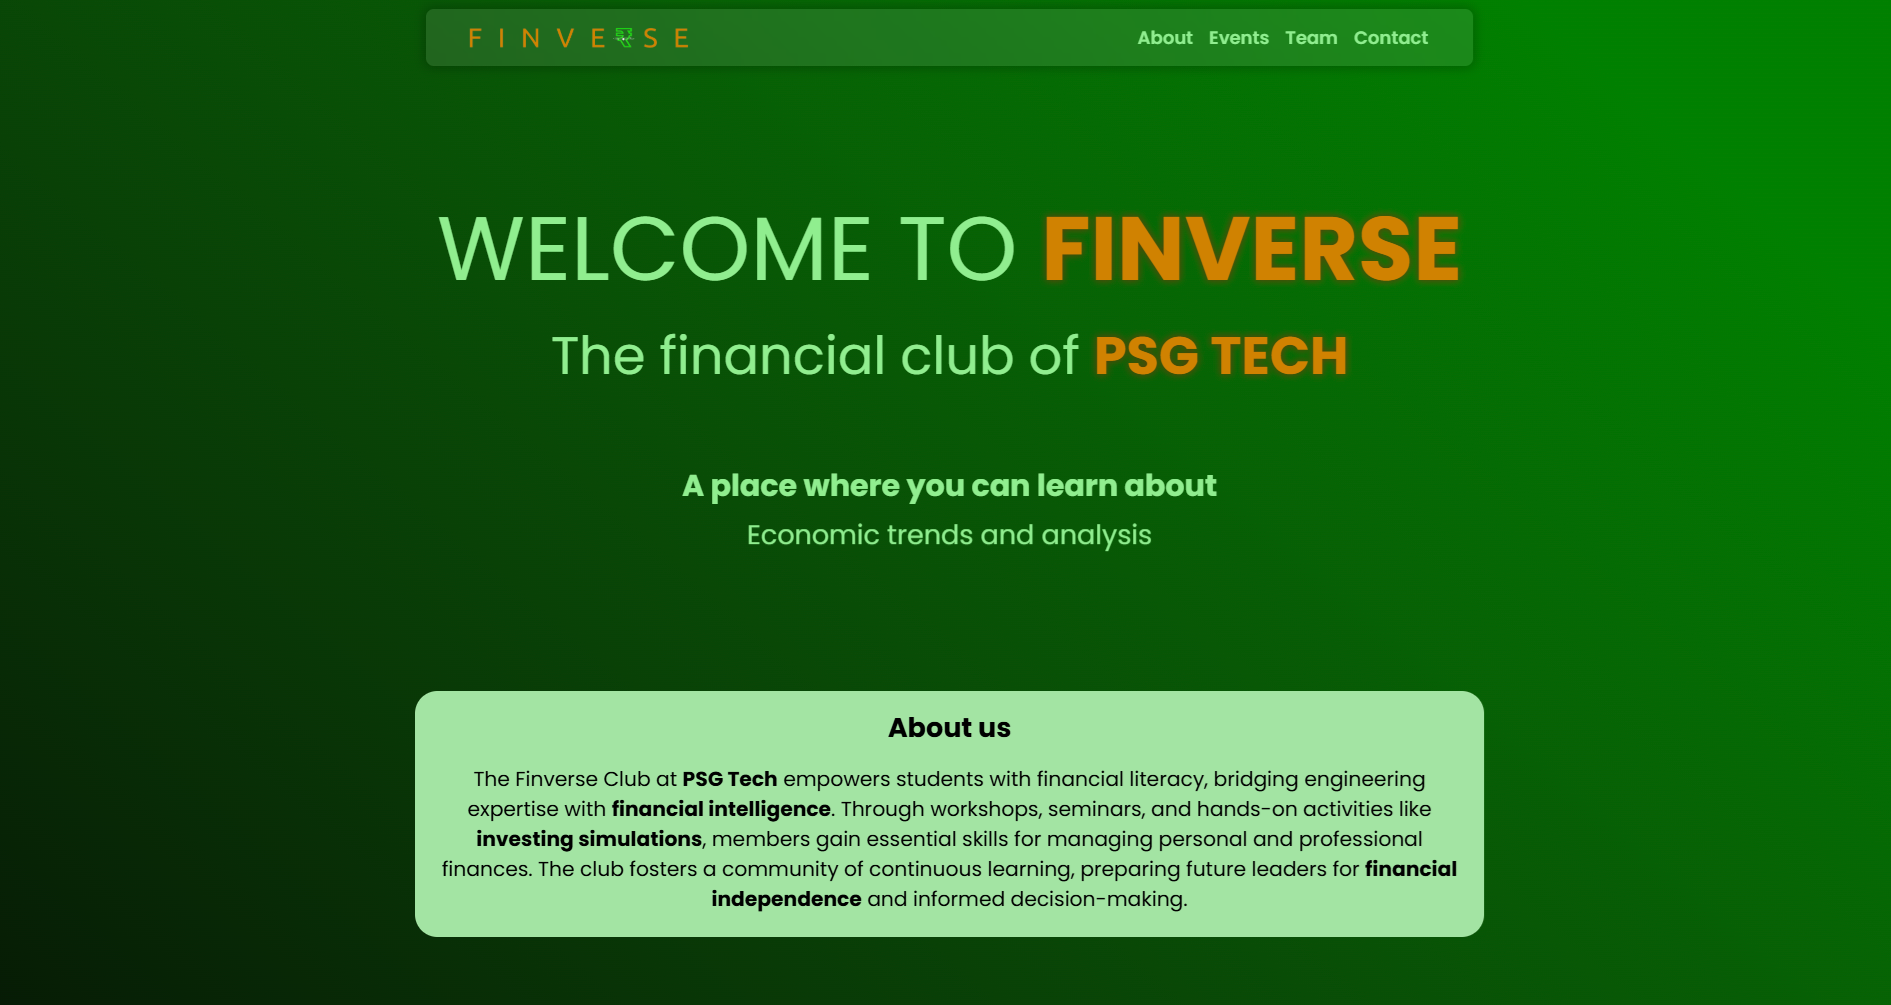 FINVE₹SE
About Events Team Contact
WELCOME TO FINVERSE
The financial club of PSG TECH
A place where you can learn about
Economic trends and analysis
About us
The Finverse Club at PSG Tech empowers students with financial literacy, bridging engineering
expertise with financial intelligence. Through workshops, seminars, and hands-on activities like
investing simulations, members gain essential skills for managing personal and professional
finances. The club fosters a community of continuous learning, preparing future leaders for financial
independence and informed decision-making.